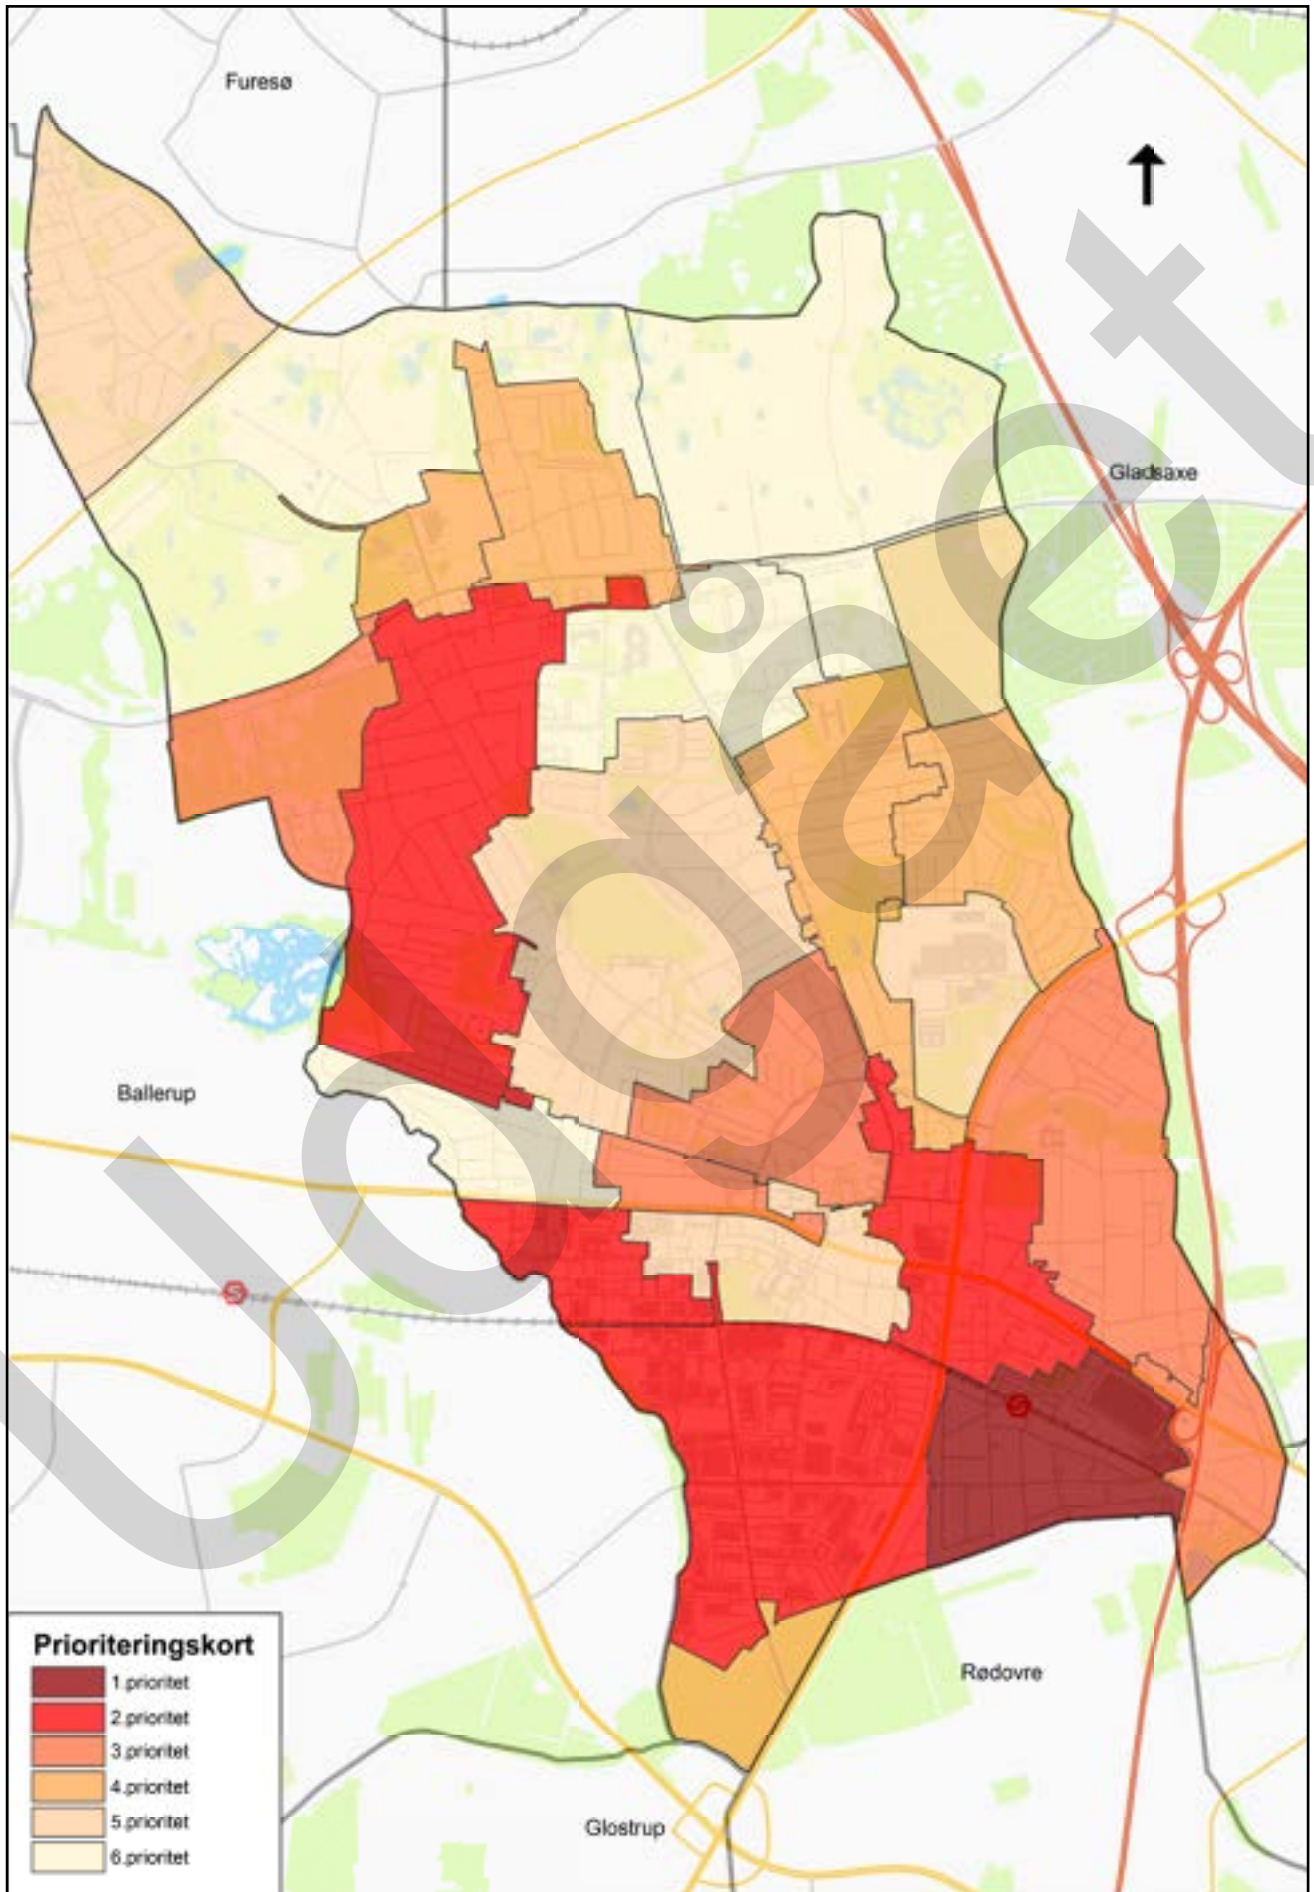 Furesø
Gladsaxe
Ballerup
Rødovre
Glostrup
Udgået
S
S
Prioriteringskort
1.prioritet
2.prioritet
3.prioritet
4.prioritet
5.prioritet
6.prioritet